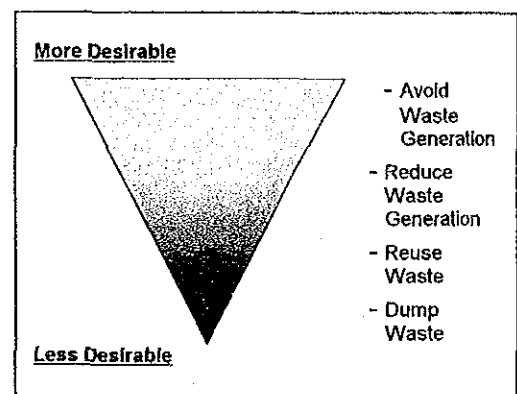 More Desirable
- Avoid
Waste
Generation
- Reduce
Waste
Generation
- Reuse
Waste
- Dump
Waste
Less Desirable